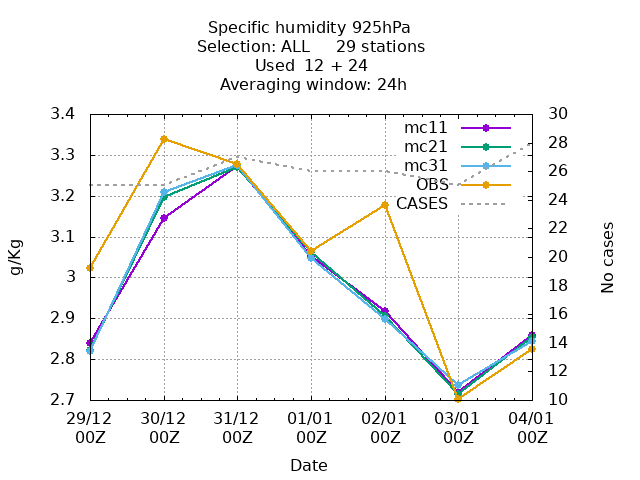 Specific humidity 925hPa
Selection: ALL 29 stations
Used 12 + 24
Averaging window: 24h
3.4
3.3
3.2
3.1
3
2.9
2.8
2.7
g/Kg
30
28
26
24
22
20
18
16
14
12
10
No cases
mc11
mc21
mc31
OBS
CASES
29/12 30/12 31/12 01/01 02/01 03/01 04/01
00Z 00Z 00Z 00Z 00Z 00Z 00Z
Date